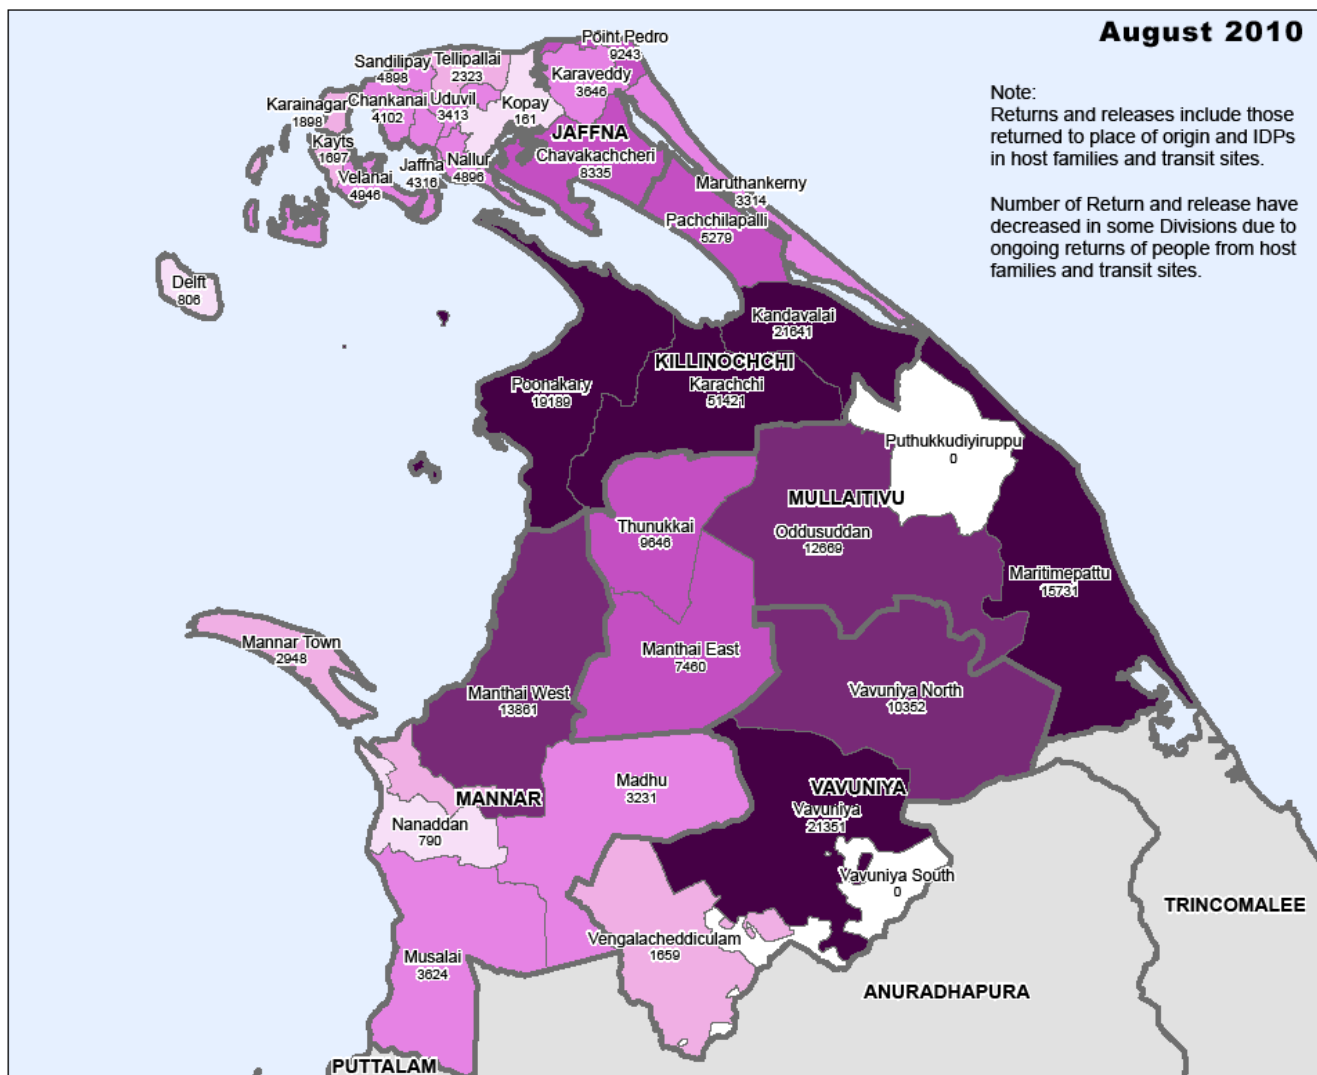 August 2010
Note:
Returns and releases include those
returned to place of origin and IDPs
in host families and transit sites.
Number of Return and release have
decreased in some Divisions due to
ongoing returns of people from host
families and transit sites.
Point Pedro
9243
Sandilipay
4898
Tellipallai
2323
Karaveddy
3646
Karainagar
1898
Chankanai
4102
Uduvil
3413
Kopay
161
JAFFNA
Kayts
1697
Jaffna
4316
Nallur
4896
Chavakachcheri
8335
Velanai
4946
Maruthankerny
3314
Pachchilapalli
5279
Delft
806
Kandavalai
21641
KILLINOCHCHI
Poonakary
19189
Karachchi
51421
Puthukkudiyiruppu
0
MULLAITIVU
Thunukkai
9646
Oddusuddan
12669
Maritimepattu
15731
Mannar Town
2948
Manthai East
7460
Manthai West
13861
Vavuniya North
10352
Madhu
3231
VAVUNIYA
Vavuniya
21351
MANNAR
Nanaddan
790
Vavuniya South
0
TRINCOMALEE
Vengalacheddiculam
1659
Musalai
3624
ANURADHAPURA
PUTTALAM